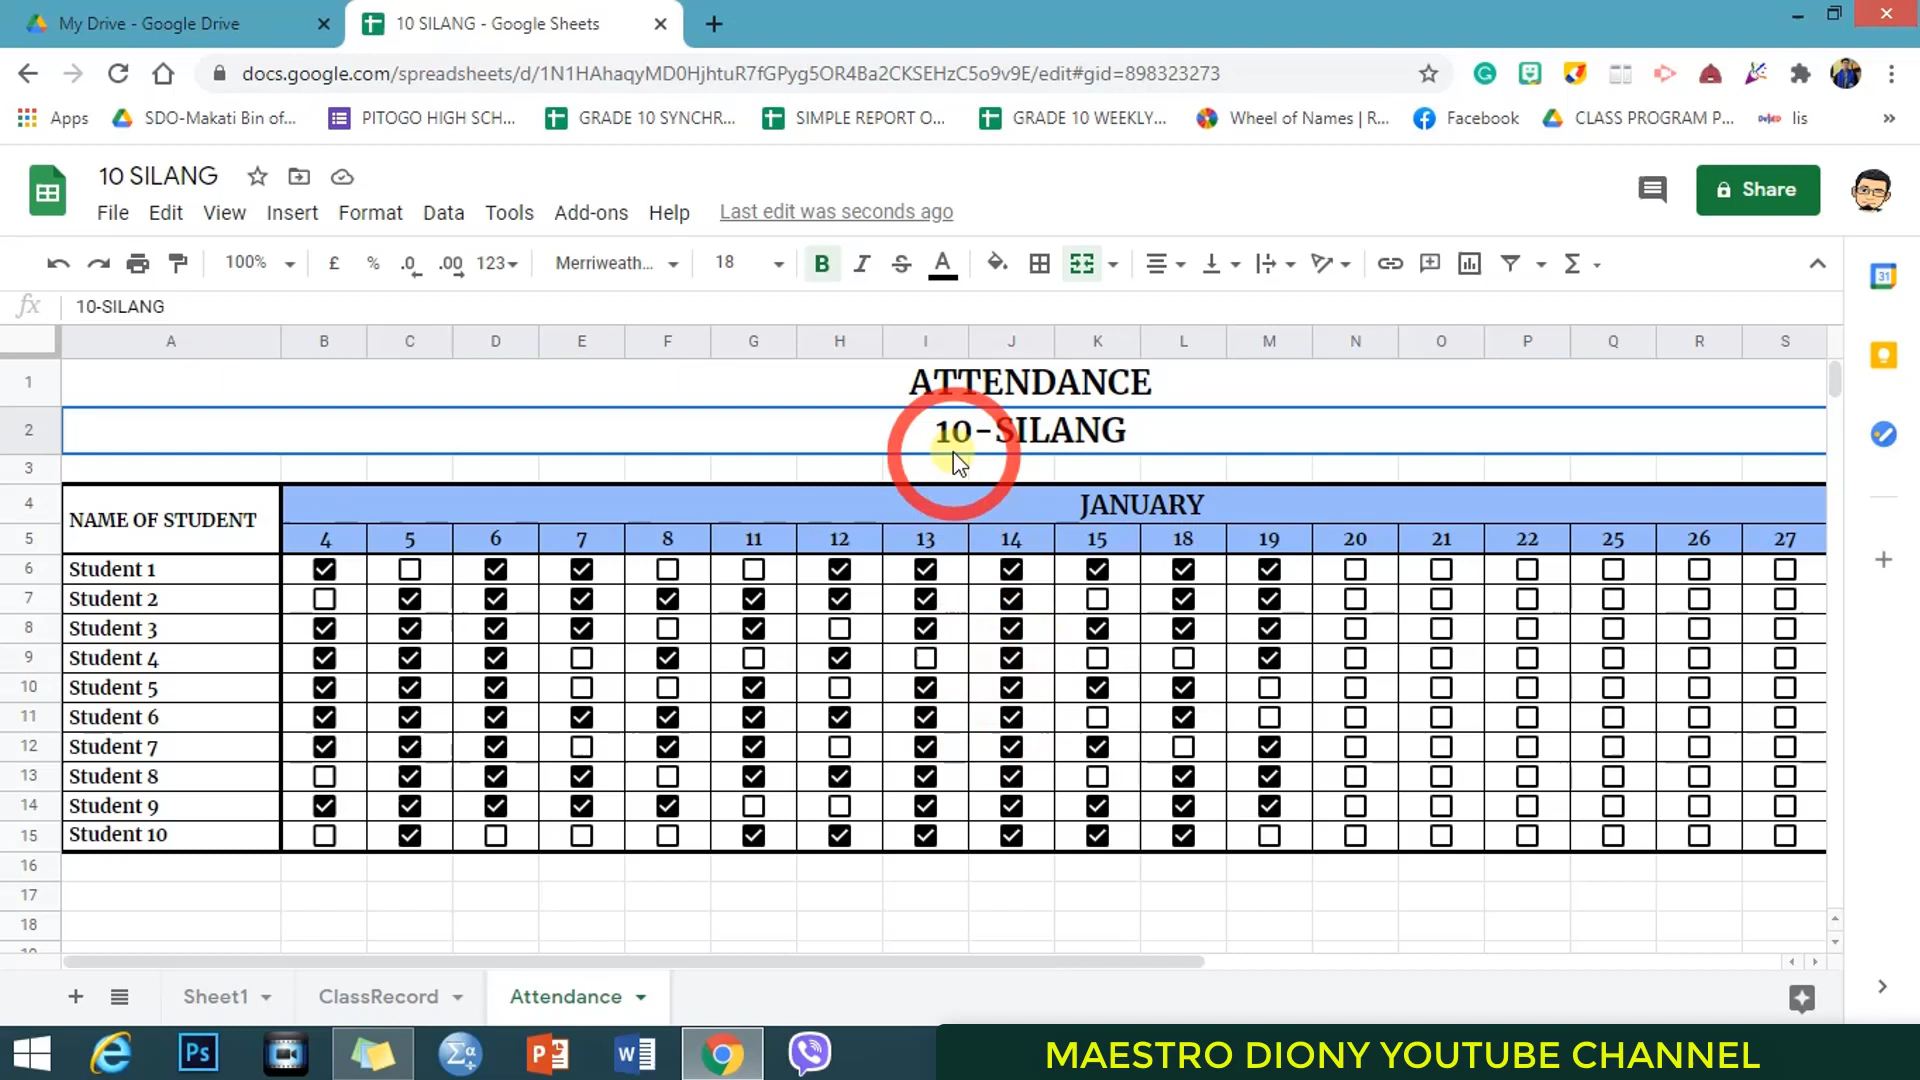 My Drive - Google Drive
10 SILANG - Google Sheets
docs.google.com/spreadsheets/d/1N1HAhaqyMD0HjhtuR7fGPyg5OR4Ba2CKSEHzC5o9v9E/edit#gid=898323273
Apps SDO-Makati Bin of... PITOGO HIGH SCH... GRADE 10 SYNCHR... SIMPLE REPORT O... GRADE 10 WEEKLY... Wheel of Names | R... Facebook CLASS PROGRAM P... lis
10 SILANG
Share
File Edit View Insert Format Data Tools Add-ons Help Last edit was seconds ago
100% £ % .0 .00 123 Merriweath... 18 B I S A
fx 10-SILANG
31
A B C D E F G H I J K L M N O P Q R S
1 ATTENDANCE
2 10-SILANG
3
4 NAME OF STUDENT JANUARY
5 4 5 6 7 8 11 12 13 14 15 18 19 20 21 22 25 26 27
6 Student 1
7 Student 2
8 Student 3
9 Student 4
10 Student 5
11 Student 6
12 Student 7
13 Student 8
14 Student 9
15 Student 10
16
17
18
Sheet1 ClassRecord Attendance
MAESTRO DIONY YOUTUBE CHANNEL